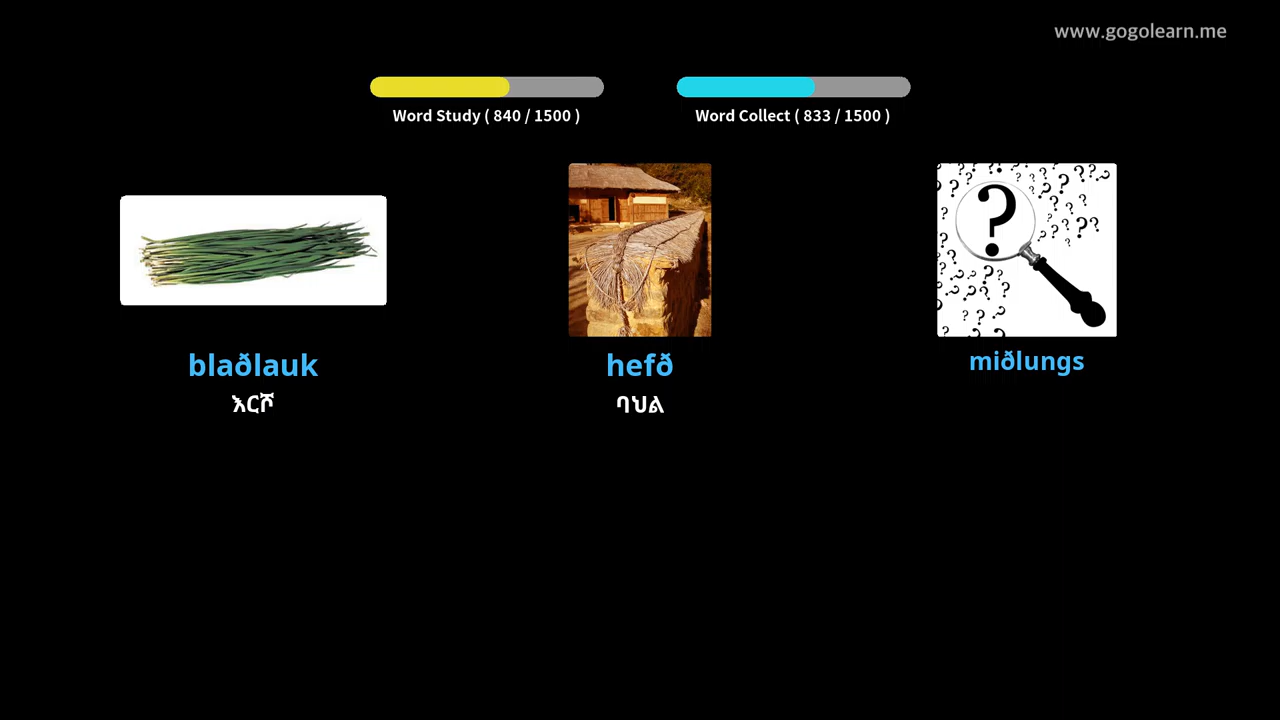 www.gogolearn.me
Word Study ( 840 / 1500 )
Word Collect ( 833 / 1500 )
blaðlauk
እርሾ
hefð
ባህል
miðlungs